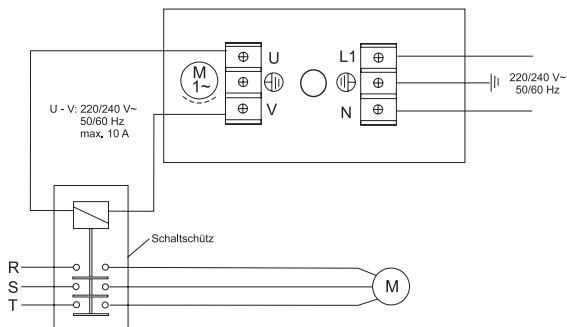 U
L1
M
1~
220/240 V~
50/60 Hz
U - V: 220/240 V~
50/60 Hz
max. 10 A
V
N
Schaltschütz
R
S
M
T